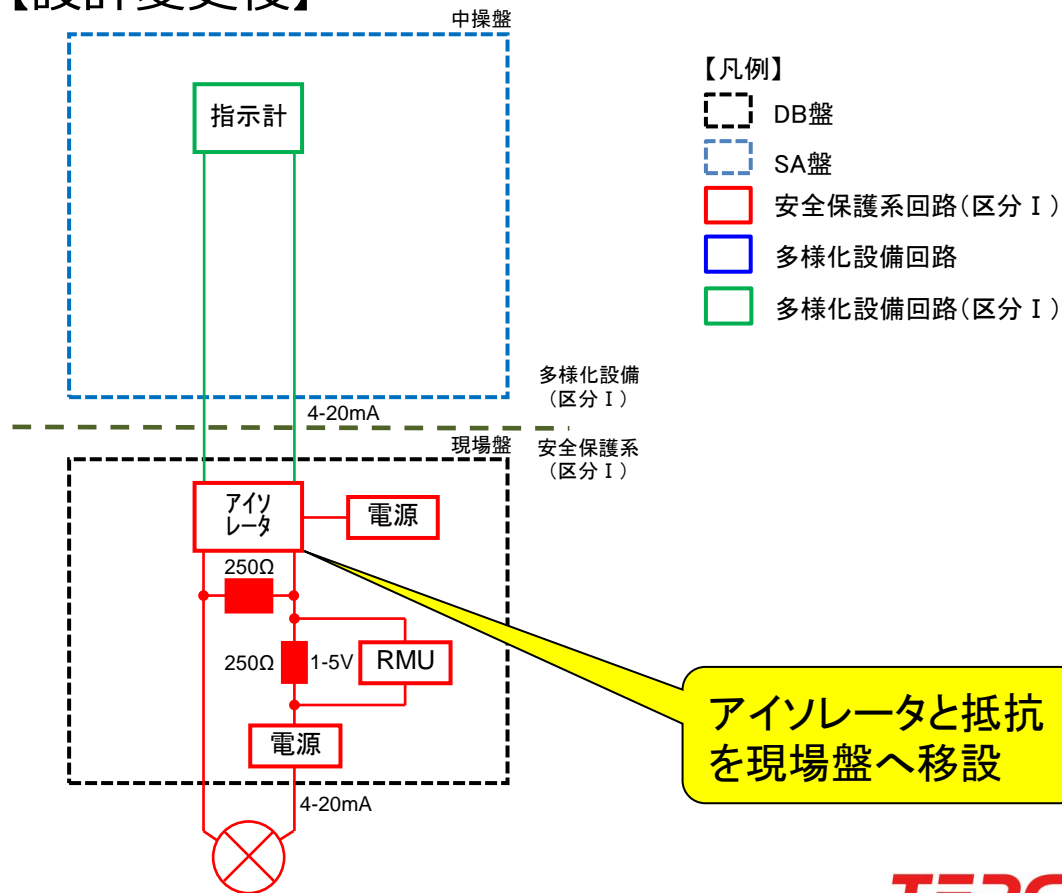 【設計変更後】
中操盤
指示計
【凡例】
DB盤
SA盤
安全保護系回路(区分Ⅰ)
多様化設備回路
多様化設備回路(区分Ⅰ)
多様化設備
(区分Ⅰ)
4-20mA
現場盤
安全保護系
(区分Ⅰ)
アイソ
レータ
電源
250Ω
250Ω
1-5V
RMU
電源
4-20mA
アイソレータと抵抗
を現場盤へ移設